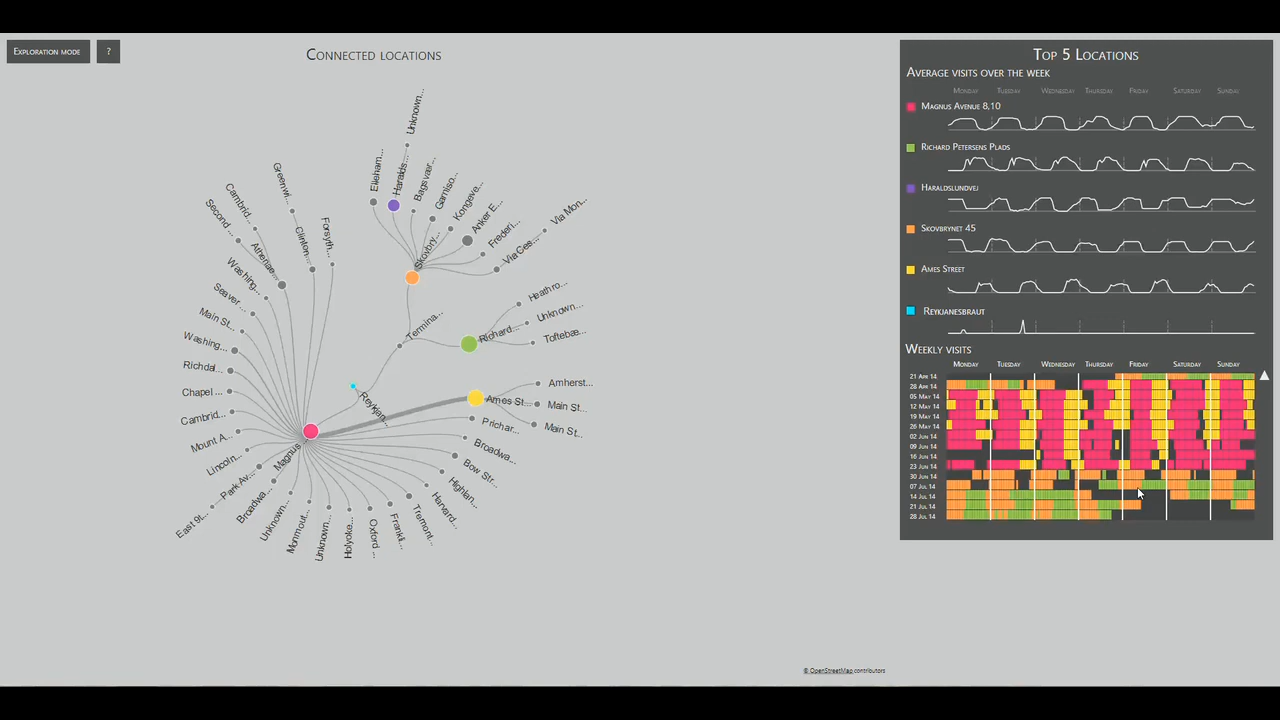 EXPLORATION MODE
?
CONNECTED LOCATIONS
Unknown...
Elleham...
Haralds...
Bagsvær...
Garniso...
Kongeve...
Anker E...
Frederi...
Via Ces...
Via Mon...
Skovbry...
Greenwi...
Cambrid...
Second ...
Athenae...
Clinton...
Forsyth...
Washing...
Seaver...
Main St...
Washing...
Richdal...
Chapel ...
Cambrid...
Mount A...
Lincoln...
Park Av...
East 9t...
Broadwa...
Unknown...
Monmout...
Unknown...
Holyoke...
Oxford ...
Frankli...
Tremont...
Harvard...
Highlan...
Bow Str...
Broadwa...
Prichar...
Magnus ...
Reykjan...
Termina...
Richard...
Heathro...
Unknown...
Toftebæ...
Ames St...
Amherst...
Main St...
Main St...
© OpenStreetMap contributors
TOP 5 LOCATIONS
AVERAGE VISITS OVER THE WEEK
MONDAY TUESDAY WEDNESDAY THURSDAY FRIDAY SATURDAY SUNDAY
MAGNUS AVENUE 8,10
RICHARD PETERSENS PLADS
HARALDSLUNDVEJ
SKOVBRYNET 45
AMES STREET
REYKJANESBRAUT
WEEKLY VISITS
MONDAY TUESDAY WEDNESDAY THURSDAY FRIDAY SATURDAY SUNDAY
21 APR 14
28 APR 14
05 MAY 14
12 MAY 14
19 MAY 14
26 MAY 14
02 JUN 14
09 JUN 14
16 JUN 14
23 JUN 14
30 JUN 14
07 JUL 14
14 JUL 14
21 JUL 14
28 JUL 14